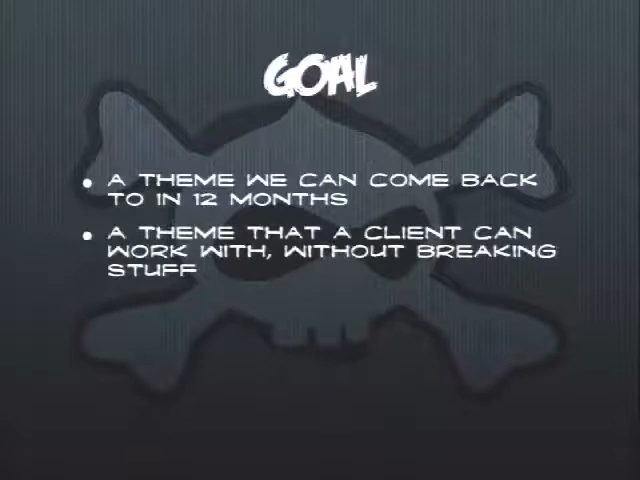 GOAL
• A THEME WE CAN COME BACK
TO IN 12 MONTHS
• A THEME THAT A CLIENT CAN
WORK WITH, WITHOUT BREAKING
STUFF